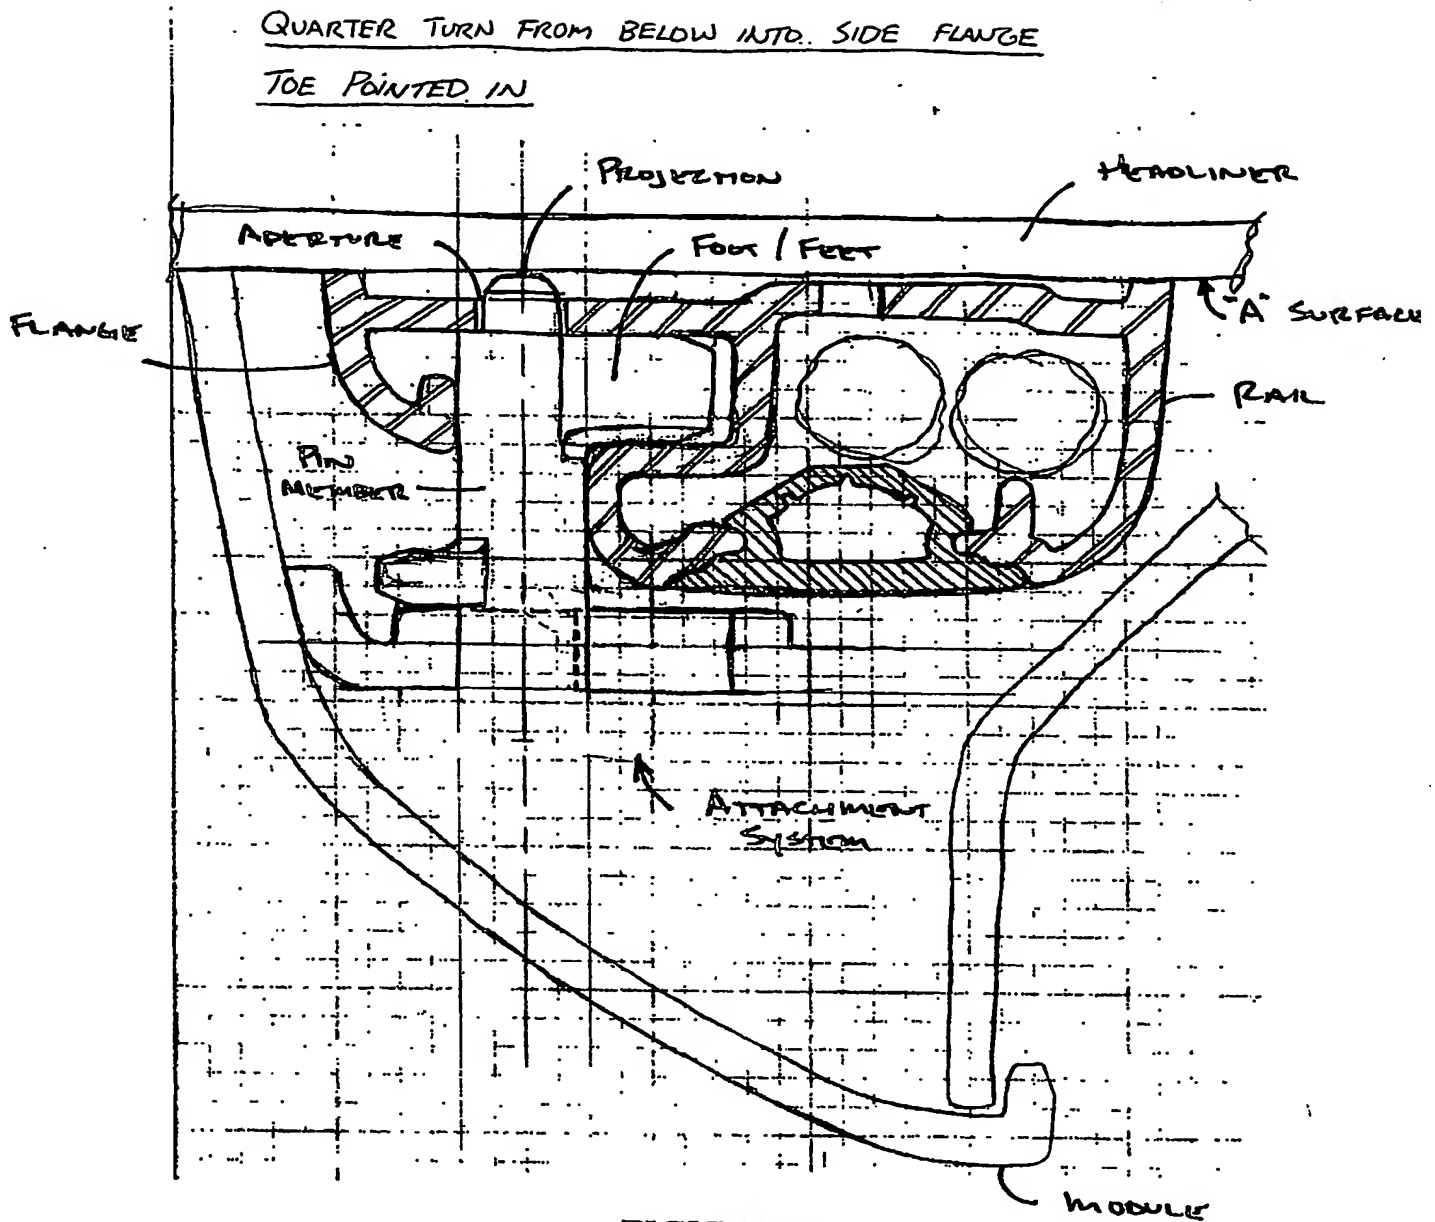 QUARTER TURN FROM BELOW INTO SIDE FLANGE
TOE POINTED IN
PROJECTION
HEADLINER
APERTURE
FOOT / FEET
FLANGE
"A" SURFACE
RAIL
PIN
MEMBER
ATTACHMENT
SYSTEM
MODULE